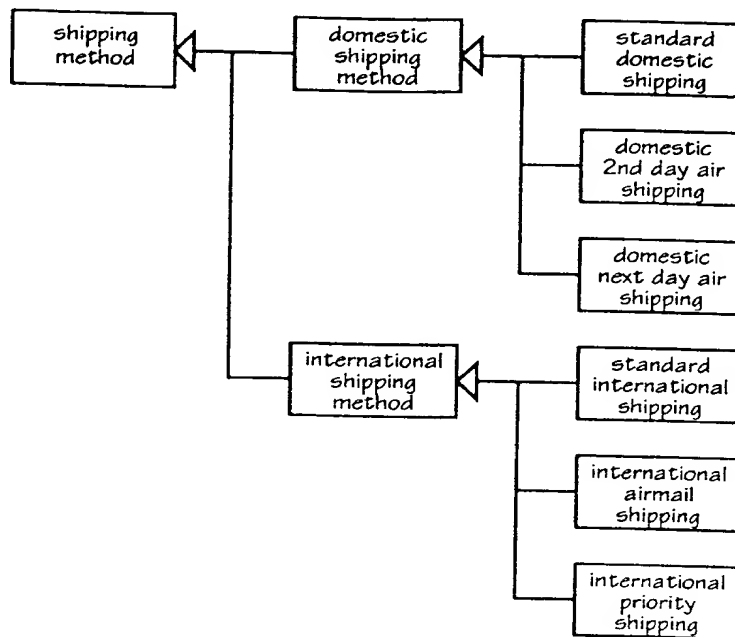 shipping
method
domestic
shipping
method
standard
domestic
shipping
domestic
2nd day air
shipping
domestic
next day air
shipping
international
shipping
method
standard
international
shipping
international
airmail
shipping
international
priority
shipping